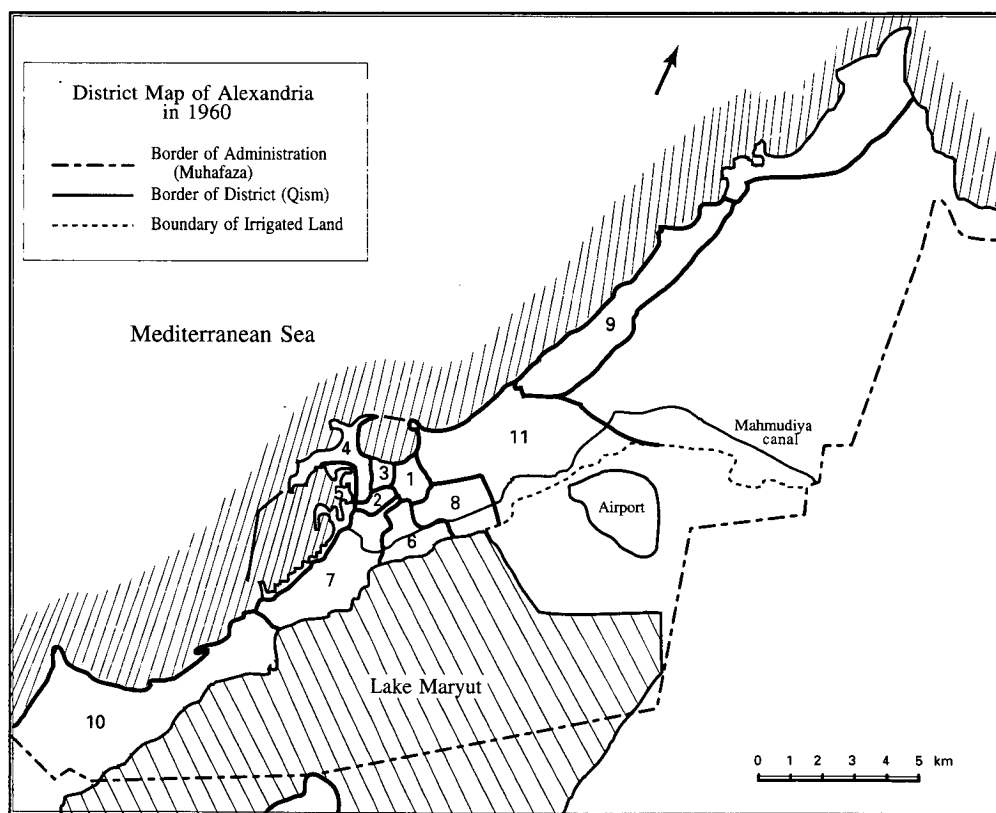 District Map of Alexandria
in 1960
Border of Administration
(Muhafaza)
Border of District (Qism)
Boundary of Irrigated Land
Mediterranean Sea
9
11
Mahmudiya
canal
4
3
1
5
2
8
Airport
6
7
Lake Maryut
10
0 1 2 3 4 5 km